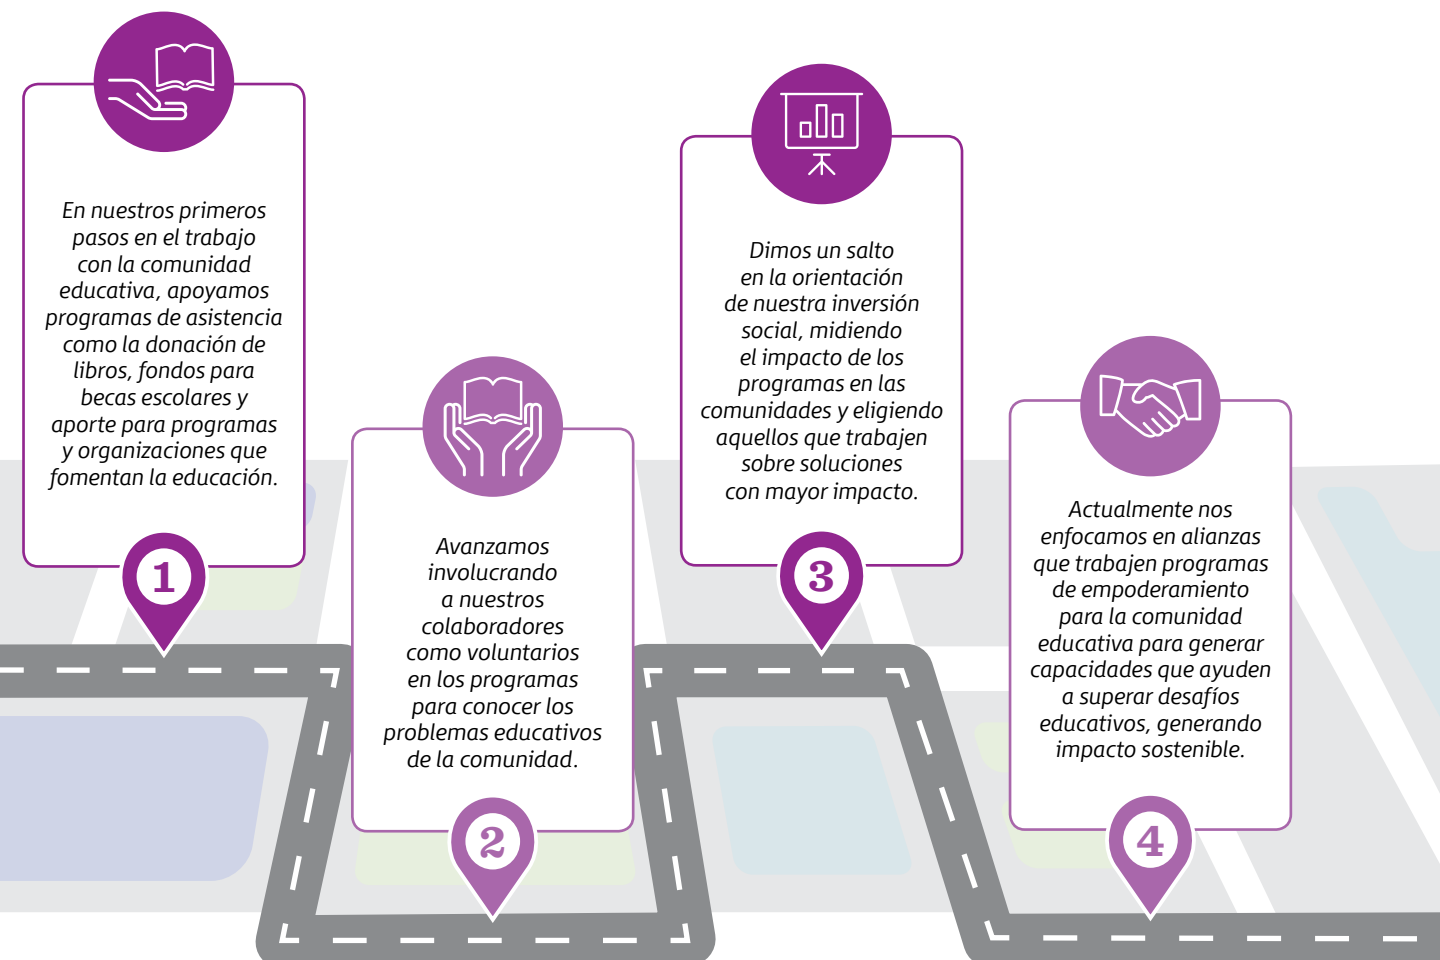 En nuestros primeros
pasos en el trabajo
con la comunidad
educativa, apoyamos
programas de asistencia
como la donación de
libros, fondos para
becas escolares y
aporte para programas
y organizaciones que
fomentan la educación.
1
Avanzamos
involucrando
a nuestros
colaboradores
como voluntarios
en los programas
para conocer los
problemas educativos
de la comunidad.
2
Dimos un salto
en la orientación
de nuestra inversión
social, midiendo
el impacto de los
programas en las
comunidades y eligiendo
aquellos que trabajen
sobre soluciones
con mayor impacto.
3
Actualmente nos
enfocamos en alianzas
que trabajen programas
de empoderamiento
para la comunidad
educativa para generar
capacidades que ayuden
a superar desafíos
educativos, generando
impacto sostenible.
4